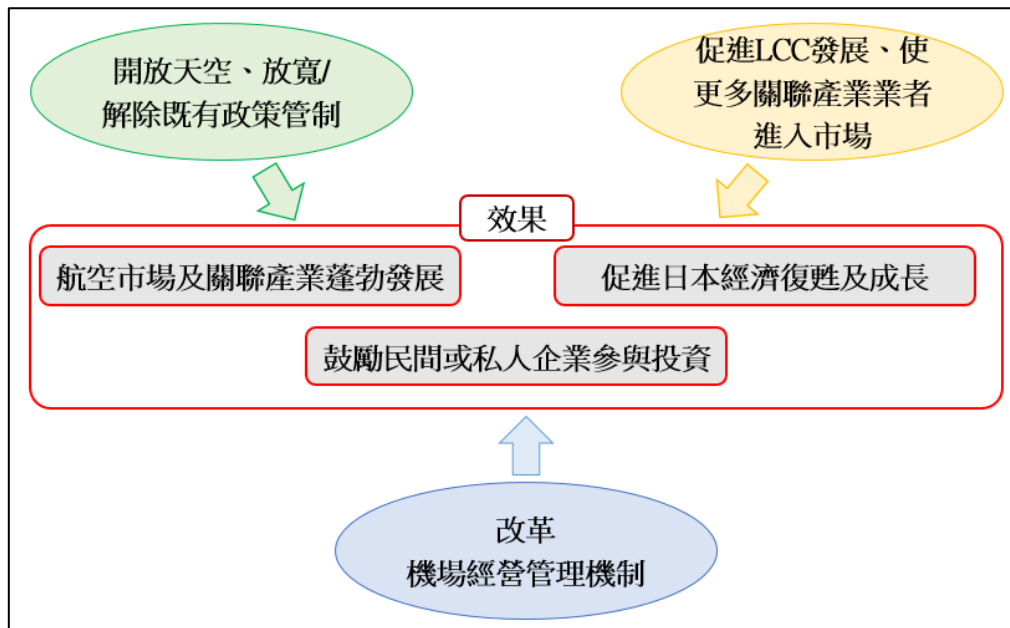 開放天空、放寬/
解除既有政策管制
促進LCC發展、使
更多關聯產業業者
進入市場
效果
航空市場及關聯產業蓬勃發展
促進日本經濟復甦及成長
鼓勵民間或私人企業參與投資
改革
機場經營管理機制